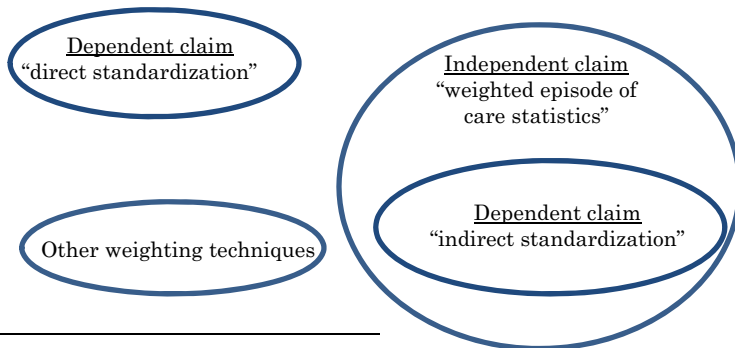 Dependent claim
“direct standardization”
Independent claim
“weighted episode of
care statistics”
Dependent claim
“indirect standardization”
Other weighting techniques